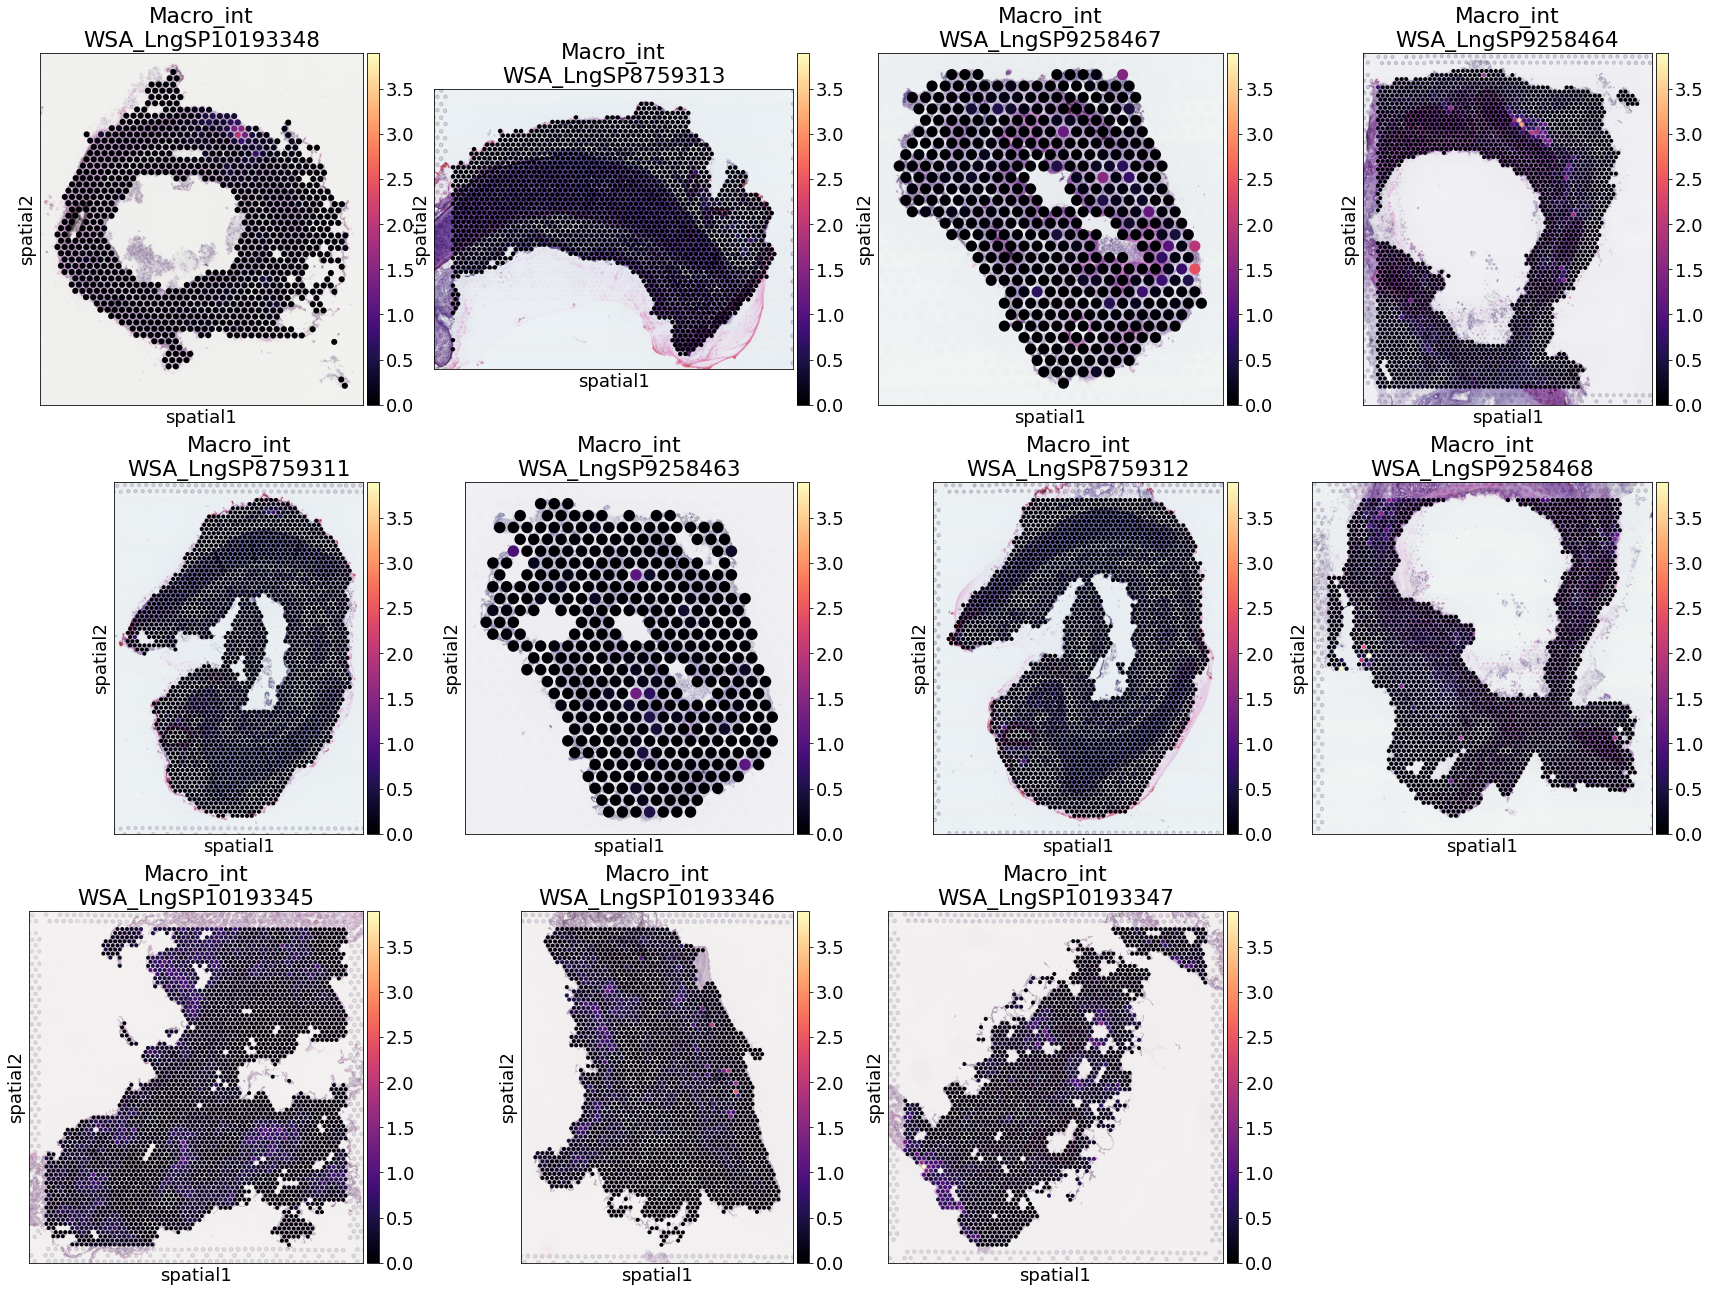 Macro_int
WSA_LngSP10193348
spatial2
spatial1
3.5
3.0
2.5
2.0
1.5
1.0
0.5
0.0
Macro_int
WSA_LngSP8759313
spatial2
spatial1
3.5
3.0
2.5
2.0
1.5
1.0
0.5
0.0
Macro_int
WSA_LngSP9258467
spatial2
spatial1
3.5
3.0
2.5
2.0
1.5
1.0
0.5
0.0
Macro_int
WSA_LngSP9258464
spatial2
spatial1
3.5
3.0
2.5
2.0
1.5
1.0
0.5
0.0
Macro_int
WSA_LngSP8759311
spatial2
spatial1
3.5
3.0
2.5
2.0
1.5
1.0
0.5
0.0
Macro_int
WSA_LngSP9258463
spatial2
spatial1
3.5
3.0
2.5
2.0
1.5
1.0
0.5
0.0
Macro_int
WSA_LngSP8759312
spatial2
spatial1
3.5
3.0
2.5
2.0
1.5
1.0
0.5
0.0
Macro_int
WSA_LngSP9258468
spatial2
spatial1
3.5
3.0
2.5
2.0
1.5
1.0
0.5
0.0
Macro_int
WSA_LngSP10193345
spatial2
spatial1
3.5
3.0
2.5
2.0
1.5
1.0
0.5
0.0
Macro_int
WSA_LngSP10193346
spatial2
spatial1
3.5
3.0
2.5
2.0
1.5
1.0
0.5
0.0
Macro_int
WSA_LngSP10193347
spatial2
spatial1
3.5
3.0
2.5
2.0
1.5
1.0
0.5
0.0